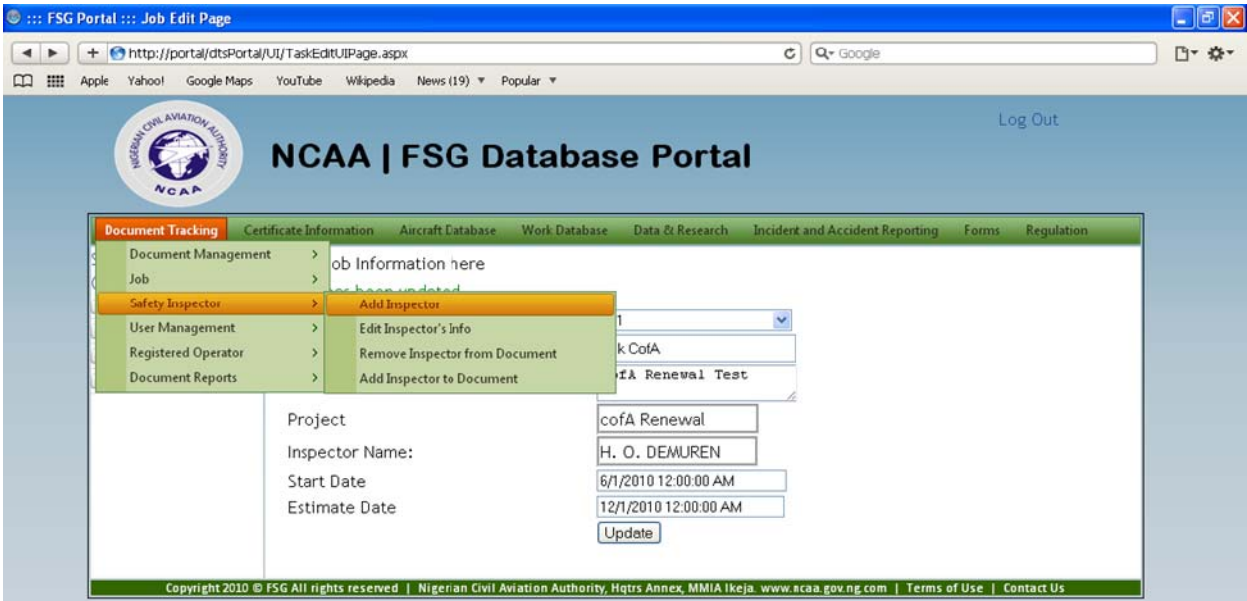 ::: FSG Portal ::: Job Edit Page
http://portal/dtsPortal/UI/TaskEditUIPage.aspx
Google
Apple Yahoo! Google Maps YouTube Wikipedia News (19) Popular
NIGERIAN CIVIL AVIATION AUTHORITY
NCAA
NCAA | FSG Database Portal
Log Out
Document Tracking Certificate Information Aircraft Database Work Database Data & Research Incident and Accident Reporting Forms Regulation
Document Management >
Job >
Safety Inspector >
User Management >
Registered Operator >
Document Reports >
Add Inspector
Edit Inspector's Info
Remove Inspector from Document
Add Inspector to Document
ob Information here
been updated
1
k CofA
ofA Renewal Test
Project cofA Renewal
Inspector Name: H. O. DEMUREN
Start Date 6/1/2010 12:00:00 AM
Estimate Date 12/1/2010 12:00:00 AM
Update
Copyright 2010 © FSG All rights reserved | Nigerian Civil Aviation Authority, Hqtrs Annex, MMIA Ikeja. www.ncaa.gov.ng.com | Terms of Use | Contact Us